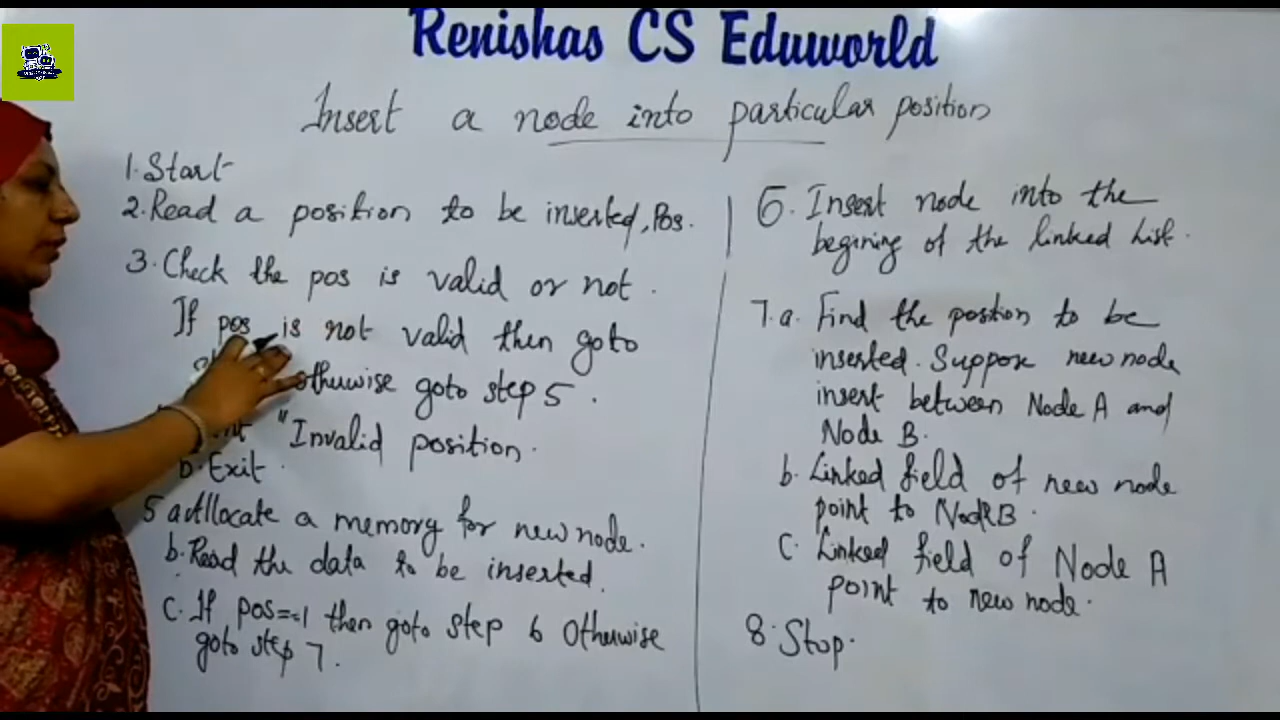 Renishas CS Eduworld
Insert a node into particular position
1. Start
2. Read a position to be inserted, Pos.
3. Check the pos is valid or not.
If pos is not valid then goto
otherwise goto step 5.
"Invalid position.
b. Exit.
5 a Allocate a memory for new node.
b. Read the data to be inserted.
C. If pos==1 then goto step 6 Otherwise
goto step 7.
6. Insert node into the
begining of the linked list.
7. a. Find the postion to be
inserted. Suppose new node
insert between Node A and
Node B.
b. Linked field of new node
point to Node B.
C. Linked field of Node A
point to new node.
8. Stop.